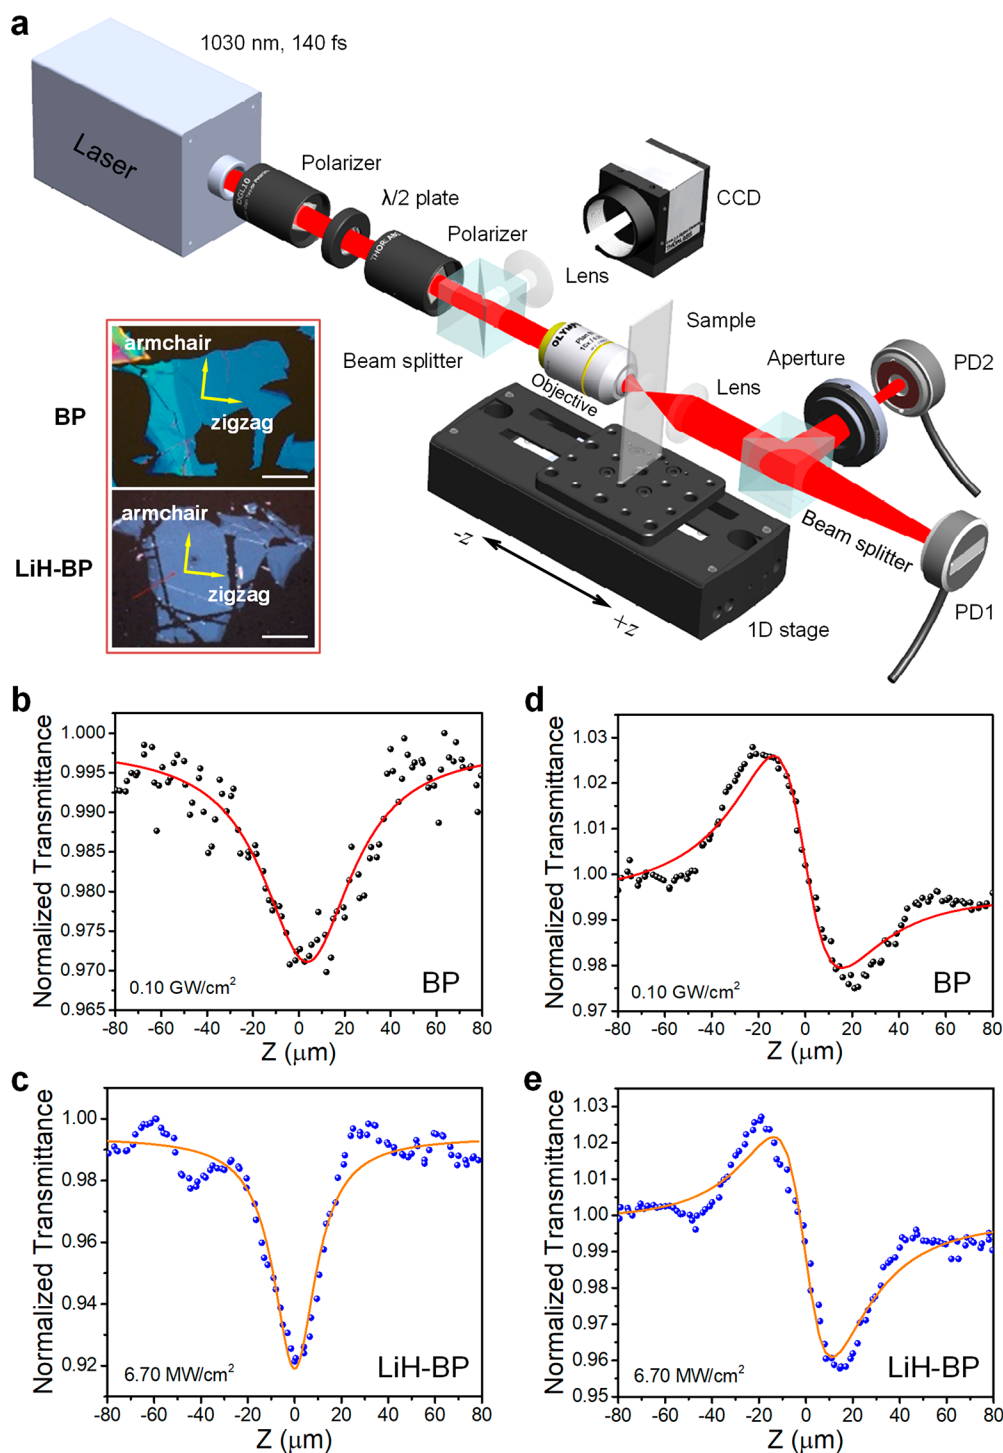 a
1030 nm, 140 fs
Laser
Polarizer
DGL10
λ/2 plate
THORLABS
Polarizer
CCD
Lens
Beam splitter
OLYMP
Plan
Objective
Sample
Lens
Aperture
PD2
Beam splitter
PD1
1D stage
-z
+z
BP
armchair
zigzag
LiH-BP
armchair
zigzag
b
Normalized Transmittance
1.000
0.995
0.990
0.985
0.980
0.975
0.970
0.965
0.10 GW/cm²
BP
-80 -60 -40 -20 0 20 40 60 80
Z (μm)
d
Normalized Transmittance
1.03
1.02
1.01
1.00
0.99
0.98
0.97
0.10 GW/cm²
BP
-80 -60 -40 -20 0 20 40 60 80
Z (μm)
c
Normalized Transmittance
1.00
0.98
0.96
0.94
0.92
6.70 MW/cm²
LiH-BP
-80 -60 -40 -20 0 20 40 60 80
Z (μm)
e
Normalized Transmittance
1.03
1.02
1.01
1.00
0.99
0.98
0.97
0.96
0.95
6.70 MW/cm²
LiH-BP
-80 -60 -40 -20 0 20 40 60 80
Z (μm)